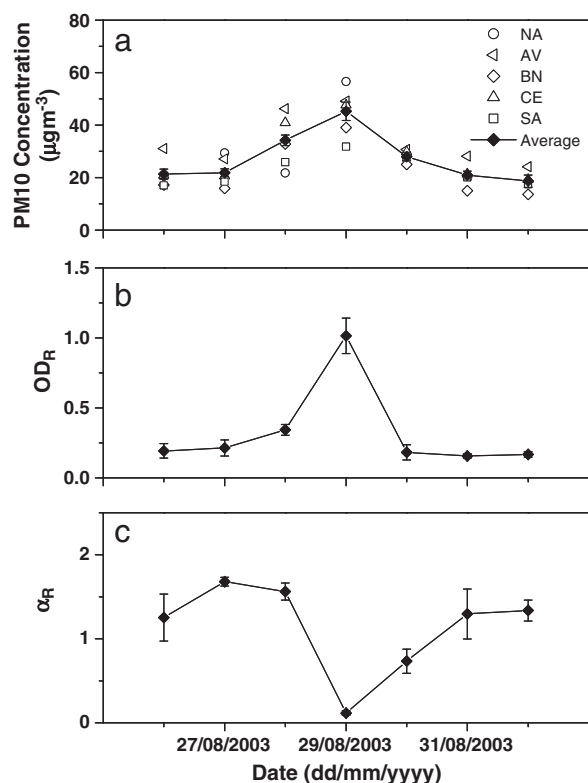 a
80
60
40
20
0
PM10 Concentration
(μgm⁻³)
NA
AV
BN
CE
SA
Average
b
1.5
1.0
0.5
0.0
OD_R
c
2
1
0
α_R
27/08/2003 29/08/2003 31/08/2003
Date (dd/mm/yyyy)